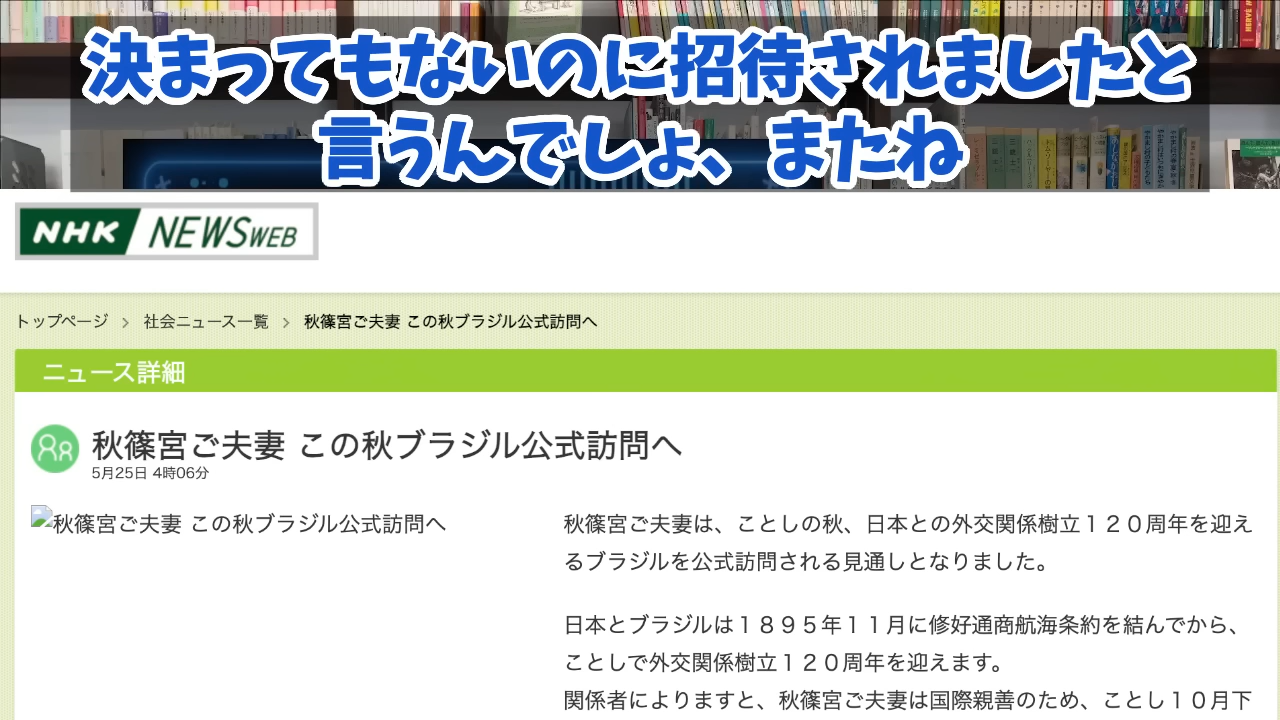 決まってもないのに招待されましたと
言うんでしょ、またね
NHK NEWSWEB
トップページ > 社会ニュース一覧 > 秋篠宮ご夫妻 この秋ブラジル公式訪問へ
ニュース詳細
秋篠宮ご夫妻 この秋ブラジル公式訪問へ
5月25日 4時06分
秋篠宮ご夫妻 この秋ブラジル公式訪問へ
秋篠宮ご夫妻は、ことしの秋、日本との外交関係樹立１２０周年を迎え
るブラジルを公式訪問される見通しとなりました。
日本とブラジルは１８９５年１１月に修好通商航海条約を結んでから、
ことしで外交関係樹立１２０周年を迎えます。
関係者によりますと、秋篠宮ご夫妻は国際親善のため、ことし１０月下